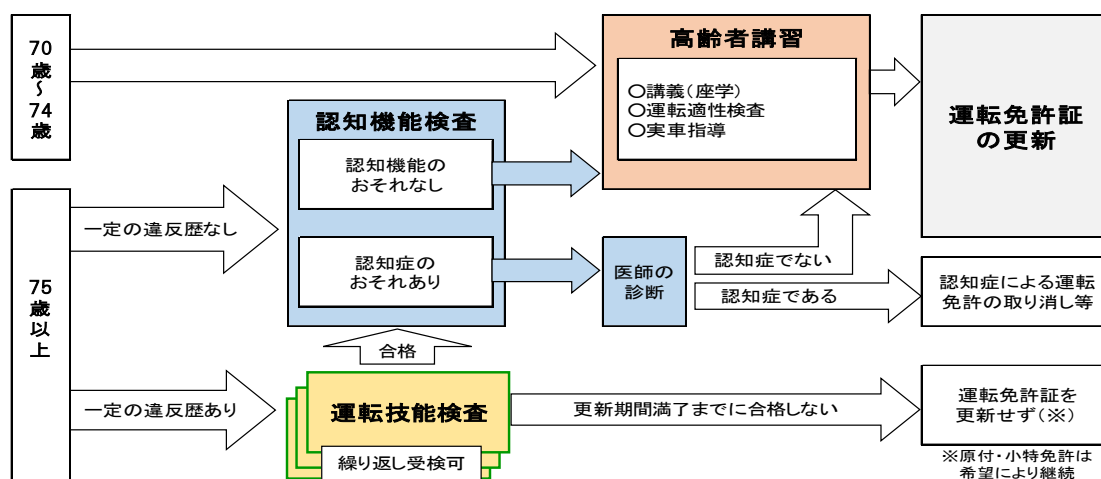 70
歳
～
74
歳
高齢者講習
○講義(座学)
○運転適性検査
○実車指導
運転免許証
の更新
認知機能検査
認知機能の
おそれなし
認知症の
おそれあり
75
歳
以
上
一定の違反歴なし
医師の
診断
認知症でない
認知症である
認知症による運転
免許の取り消し等
合格
一定の違反歴あり
運転技能検査
繰り返し受検可
更新期間満了までに合格しない
運転免許証を
更新せず(※)
※原付・小特免許は
希望により継続